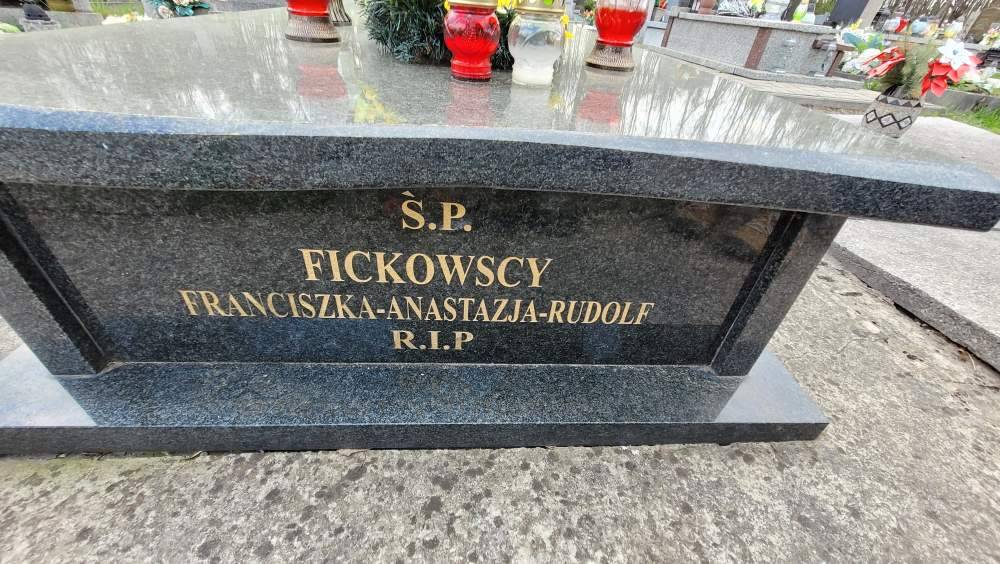 Ś.P.
FICKOWSCY
FRANCISZKA-ANASTAZJA-RUDOLF
R.I.P